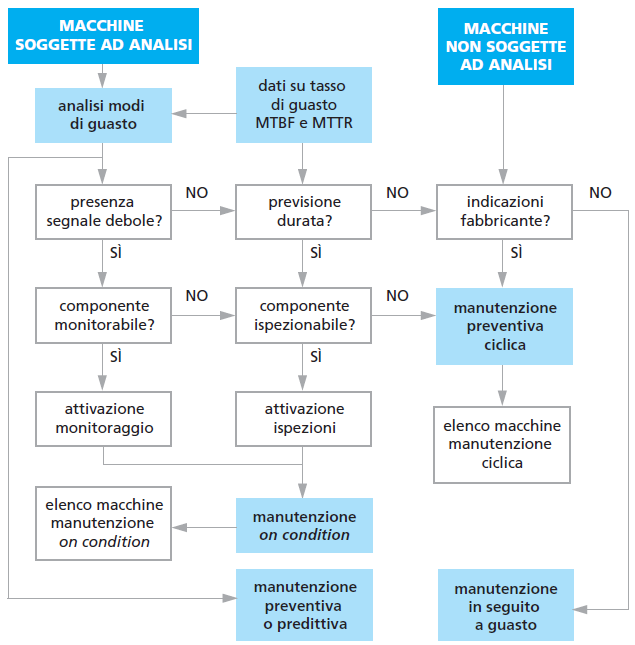 MACCHINE
SOGGETTE AD ANALISI
MACCHINE
NON SOGGETTE
AD ANALISI
analisi modi
di guasto
dati su tasso
di guasto
MTBF e MTTR
presenza
segnale debole?
NO
previsione
durata?
NO
indicazioni
fabbricante?
NO
SÌ
SÌ
SÌ
componente
monitorabile?
NO
componente
ispezionabile?
NO
manutenzione
preventiva
ciclica
SÌ
SÌ
attivazione
monitoraggio
attivazione
ispezioni
elenco macchine
manutenzione
ciclica
elenco macchine
manutenzione
on condition
manutenzione
on condition
manutenzione
preventiva
o predittiva
manutenzione
in seguito
a guasto